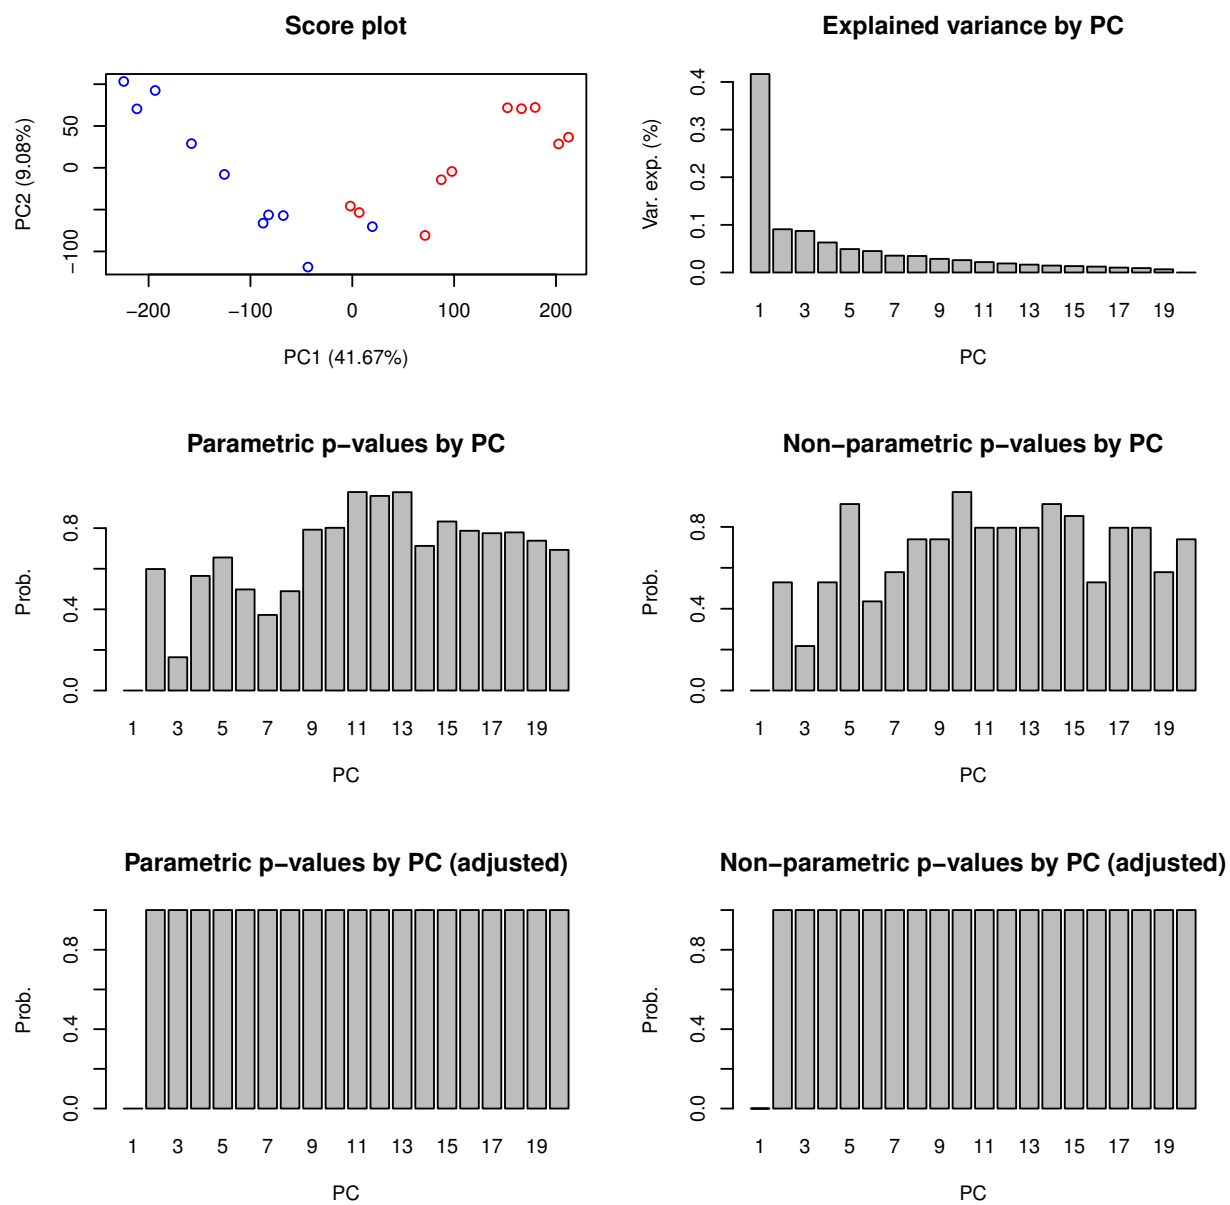 Score plot
PC2 (9.08%)
50
0
−100
−200 −100 0 100 200
PC1 (41.67%)
Explained variance by PC
Var. exp. (%)
0.4
0.3
0.2
0.1
0.0
1 3 5 7 9 11 13 15 17 19
PC
Parametric p−values by PC
Prob.
0.8
0.4
0.0
1 3 5 7 9 11 13 15 17 19
PC
Non−parametric p−values by PC
Prob.
0.8
0.4
0.0
1 3 5 7 9 11 13 15 17 19
PC
Parametric p−values by PC (adjusted)
Prob.
0.8
0.4
0.0
1 3 5 7 9 11 13 15 17 19
PC
Non−parametric p−values by PC (adjusted)
Prob.
0.8
0.4
0.0
1 3 5 7 9 11 13 15 17 19
PC